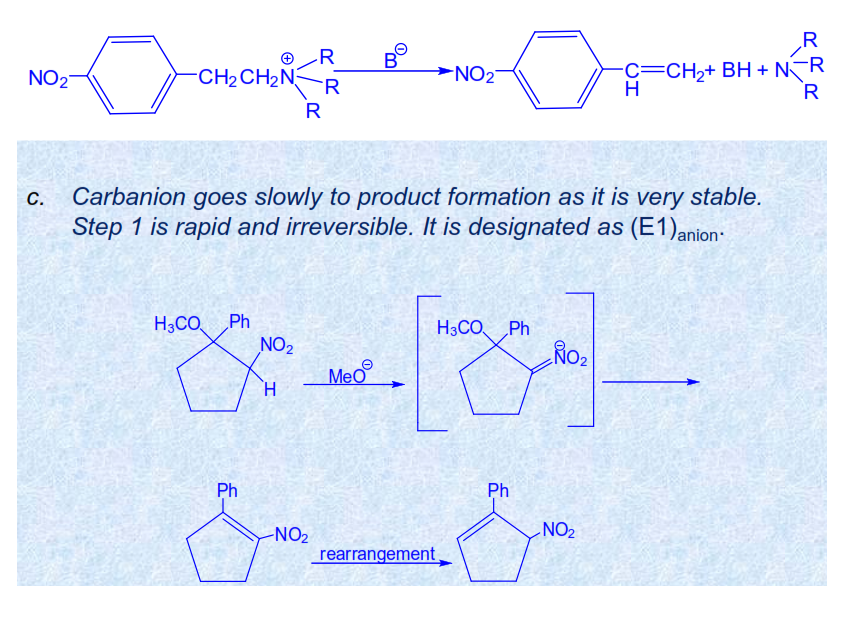 NO2 CH2CH2N ⊕ R R R B⊖ NO2 C=CH2+ BH + N R R R
H
c. Carbanion goes slowly to product formation as it is very stable.
Step 1 is rapid and irreversible. It is designated as (E1)anion.
H3CO Ph NO2 H MeO⊖ H3CO Ph ⊖ NO2
Ph Ph
NO2 rearrangement NO2